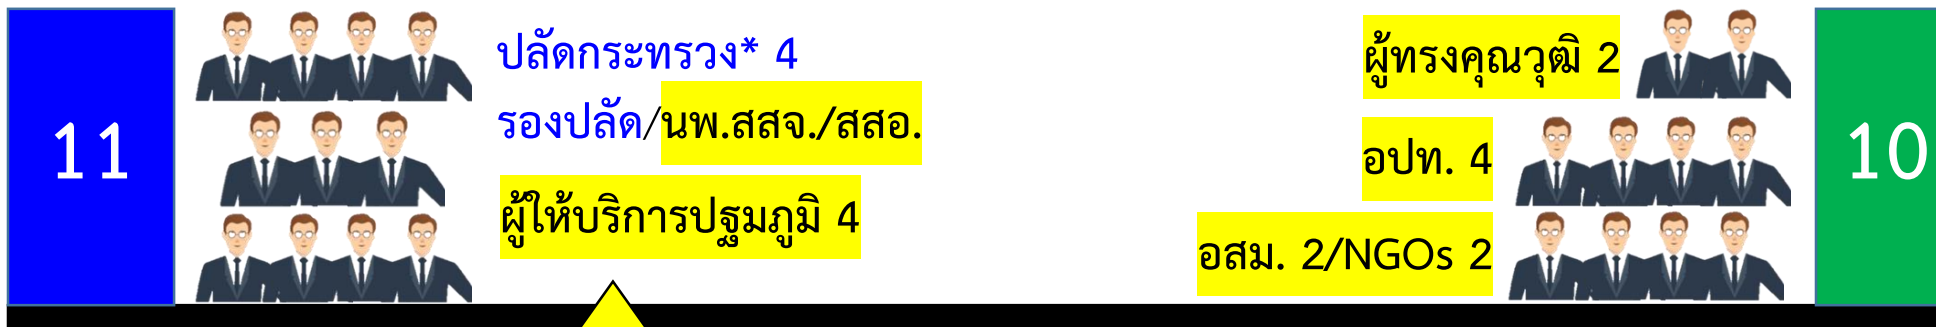 11
ปลัดกระทรวง* 4
รองปลัด/นพ.สสจ./สสอ.
ผู้ให้บริการปฐมภูมิ 4
ผู้ทรงคุณวุฒิ 2
อปท. 4
อสม. 2/NGOs 2
10